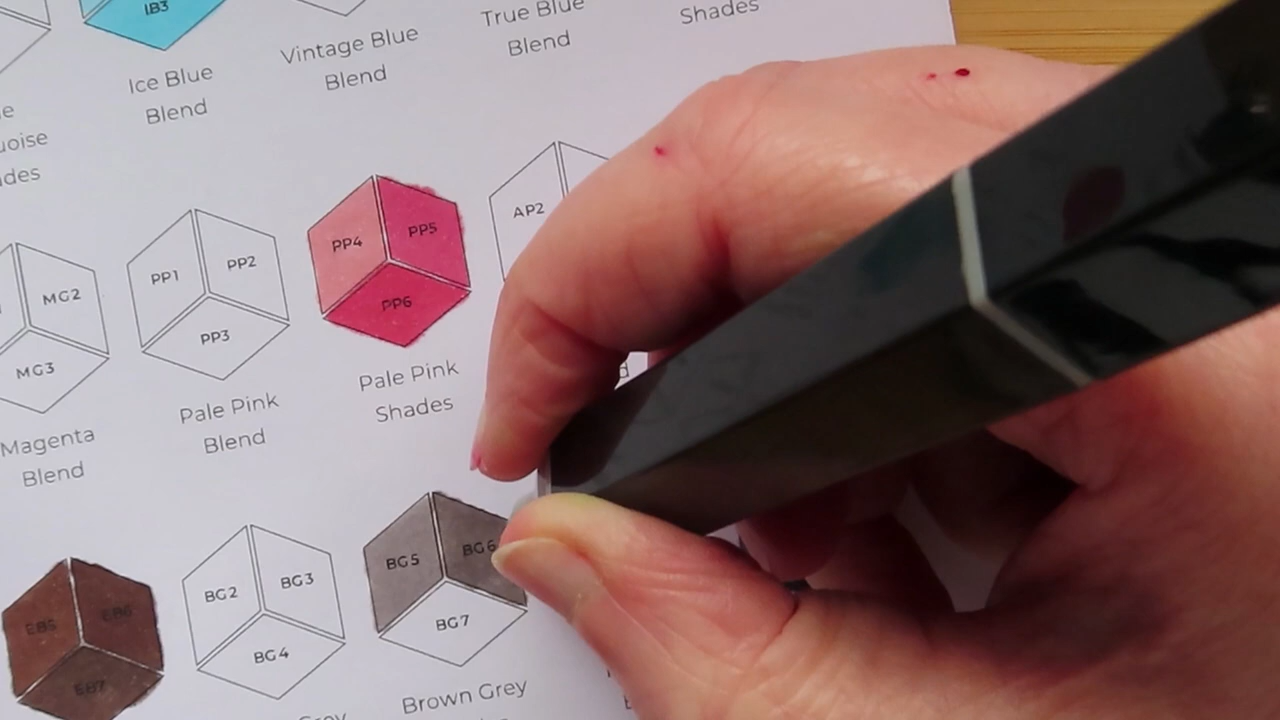 IB3
Ice Blue
Blend
Vintage Blue
Blend
True Blue
Blend
Shades
MG2
MG3
Magenta
Blend
PP1
PP2
PP3
Pale Pink
Blend
PP4
PP5
PP6
Pale Pink
Shades
AP2
EB5
EB6
EB7
BG2
BG3
BG4
BG5
BG6
BG7
Brown Grey